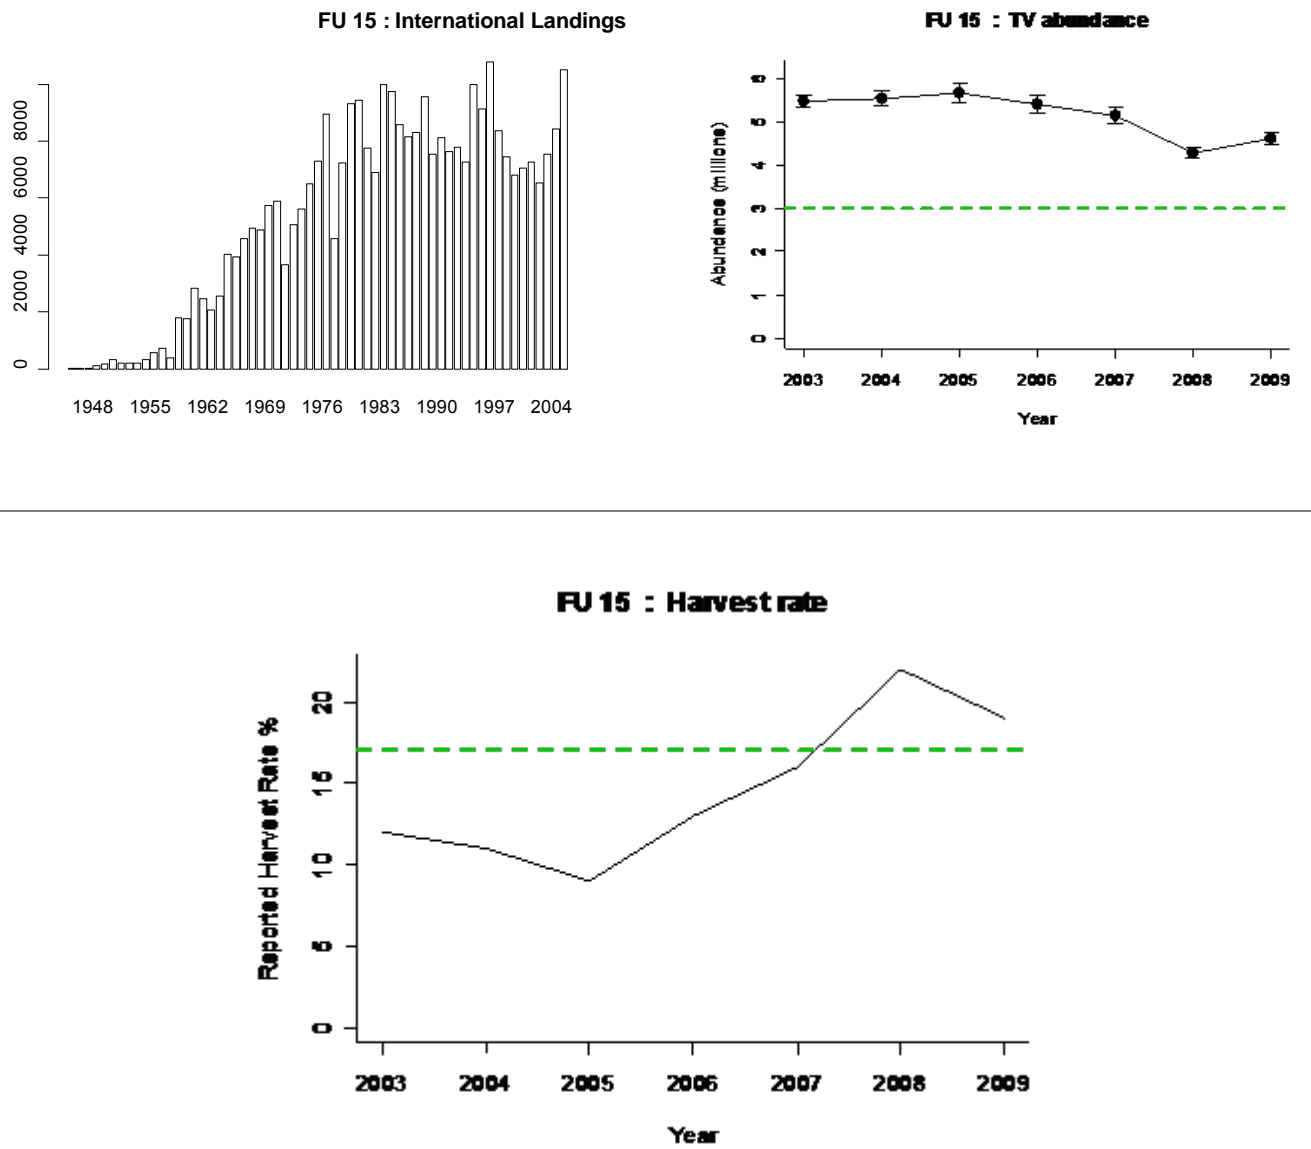 FU 15 : International Landings
8000
6000
4000
2000
0
1948 1955 1962 1969 1976 1983 1990 1997 2004
FU 15 : TV abundance
Abundance (millions)
6
5
4
3
2
1
0
2003 2004 2005 2006 2007 2008 2009
Year
FU 15 : Harvest rate
Reported Harvest Rate %
20
15
10
5
0
2003 2004 2005 2006 2007 2008 2009
Year